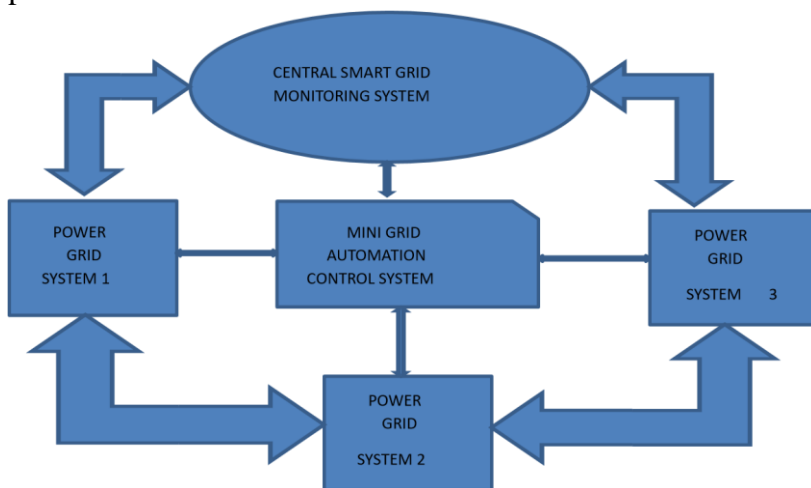 CENTRAL SMART GRID
MONITORING SYSTEM
POWER
GRID
SYSTEM 1
MINI GRID
AUTOMATION
CONTROL SYSTEM
POWER
GRID
SYSTEM 3
POWER
GRID
SYSTEM 2